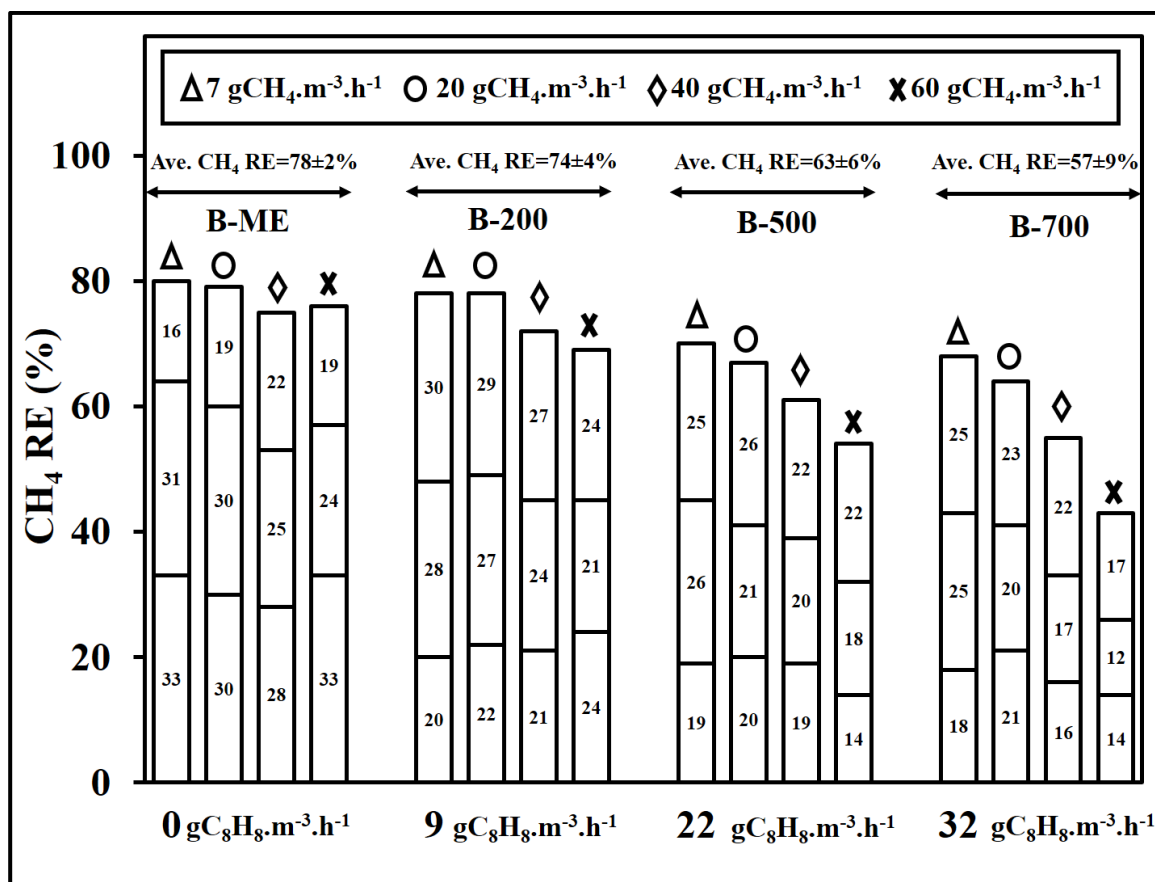 7 gCH₄.m⁻³.h⁻¹ 20 gCH₄.m⁻³.h⁻¹ 40 gCH₄.m⁻³.h⁻¹ 60 gCH₄.m⁻³.h⁻¹
Ave. CH₄ RE=78±2% Ave. CH₄ RE=74±4% Ave. CH₄ RE=63±6% Ave. CH₄ RE=57±9%
B-ME B-200 B-500 B-700
CH₄ RE (%)
100
80
60
40
20
0
16 31 33
19 30 30
22 25 28
19 24 33
30 28 20
29 27 22
27 24 21
24 21 24
25 26 19
26 21 20
22 20 19
22 18 14
25 25 18
23 20 21
22 17 16
17 12 14
0 gC₈H₈.m⁻³.h⁻¹ 9 gC₈H₈.m⁻³.h⁻¹ 22 gC₈H₈.m⁻³.h⁻¹ 32 gC₈H₈.m⁻³.h⁻¹